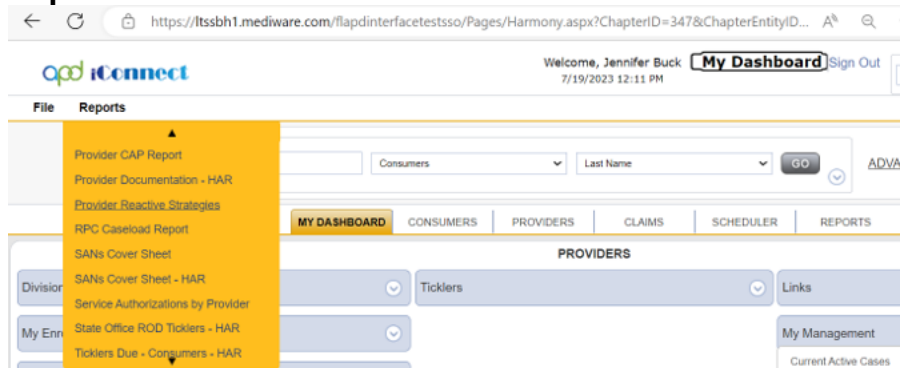 https://ltssbh1.mediware.com/flapdinterfacetestsso/Pages/Harmony.aspx?ChapterID=347&ChapterEntityID...
apd iConnect
Welcome, Jennifer Buck My Dashboard Sign Out
7/19/2023 12:11 PM
File Reports
Provider CAP Report
Consumers Last Name GO ADVA
Provider Documentation - HAR
Provider Reactive Strategies
MY DASHBOARD CONSUMERS PROVIDERS CLAIMS SCHEDULER REPORTS
RPC Caseload Report
SANs Cover Sheet
PROVIDERS
SANs Cover Sheet - HAR
Division Ticklers Links
Service Authorizations by Provider
State Office ROD Ticklers - HAR
My Enr My Management
Ticklers Due - Consumers - HAR
Current Active Cases